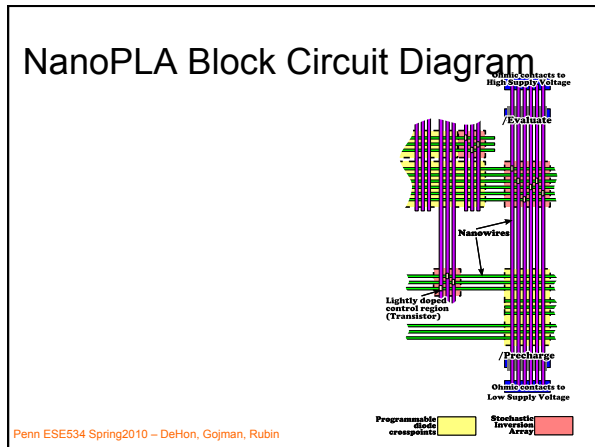 NanoPLA Block Circuit Diagram
Ohmic contacts to
High Supply Voltage
/Evaluate
Nanowires
Lightly doped
control region
(Transistor)
/Precharge
Ohmic contacts to
Low Supply Voltage
Programmable
diode
crosspoints
Stochastic
Inversion
Array
Penn ESE534 Spring2010 – DeHon, Gojman, Rubin